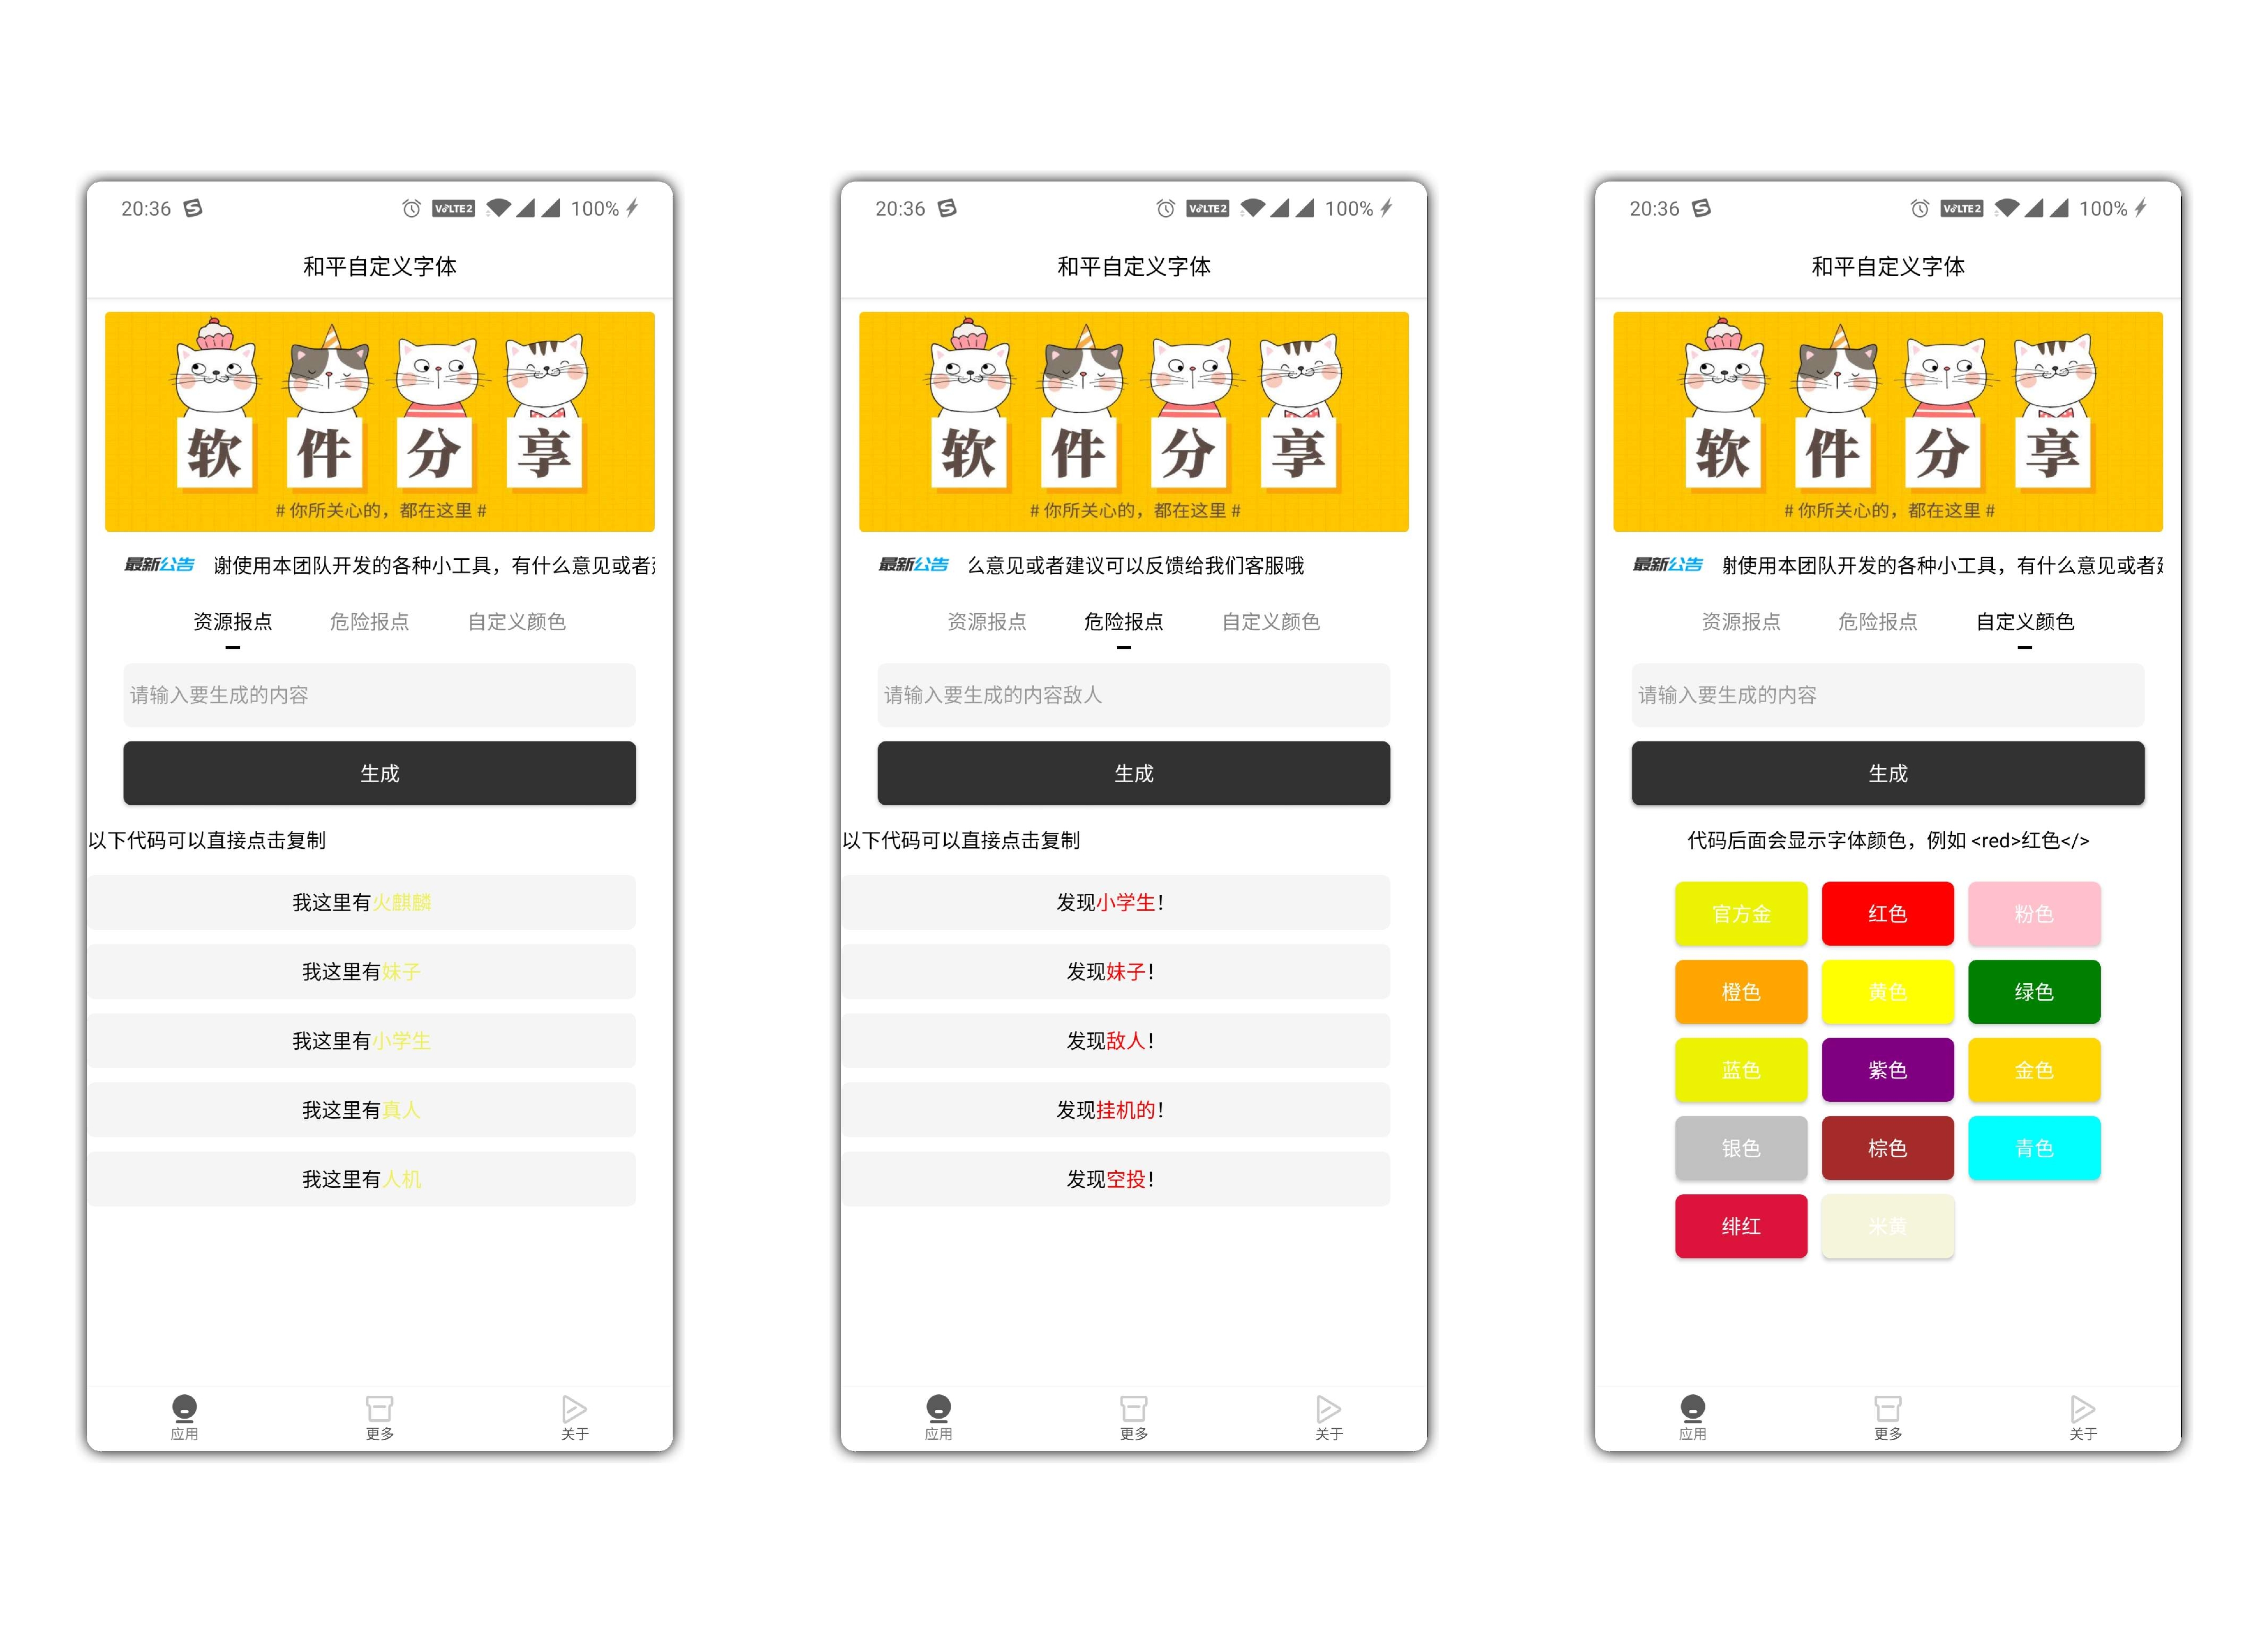 20:36
VoLTE2
100%
和平自定义字体
软件分享
# 你所关心的，都在这里 #
最新公告
谢使用本团队开发的各种小工具，有什么意见或者
资源报点
危险报点
自定义颜色
请输入要生成的内容
生成
以下代码可以直接点击复制
我这里有火麒麟
我这里有妹子
我这里有小学生
我这里有真人
我这里有人机
应用
更多
关于
20:36
VoLTE2
100%
和平自定义字体
软件分享
# 你所关心的，都在这里 #
最新公告
么意见或者建议可以反馈给我们客服哦
资源报点
危险报点
自定义颜色
请输入要生成的内容敌人
生成
以下代码可以直接点击复制
发现小学生！
发现妹子！
发现敌人！
发现挂机的！
发现空投！
应用
更多
关于
20:36
VoLTE2
100%
和平自定义字体
软件分享
# 你所关心的，都在这里 #
最新公告
谢使用本团队开发的各种小工具，有什么意见或者
资源报点
危险报点
自定义颜色
请输入要生成的内容
生成
代码后面会显示字体颜色，例如 <red>红色</>
官方金
红色
粉色
橙色
黄色
绿色
蓝色
紫色
金色
银色
棕色
青色
绯红
米黄
应用
更多
关于